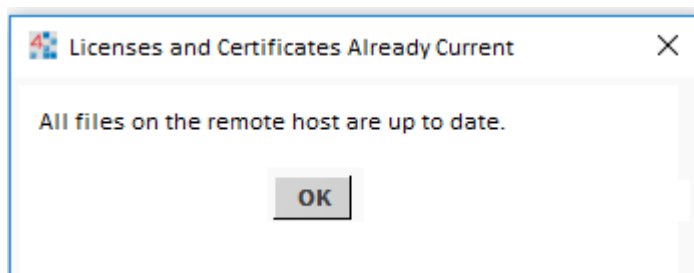 Licenses and Certificates Already Current
All files on the remote host are up to date.
OK